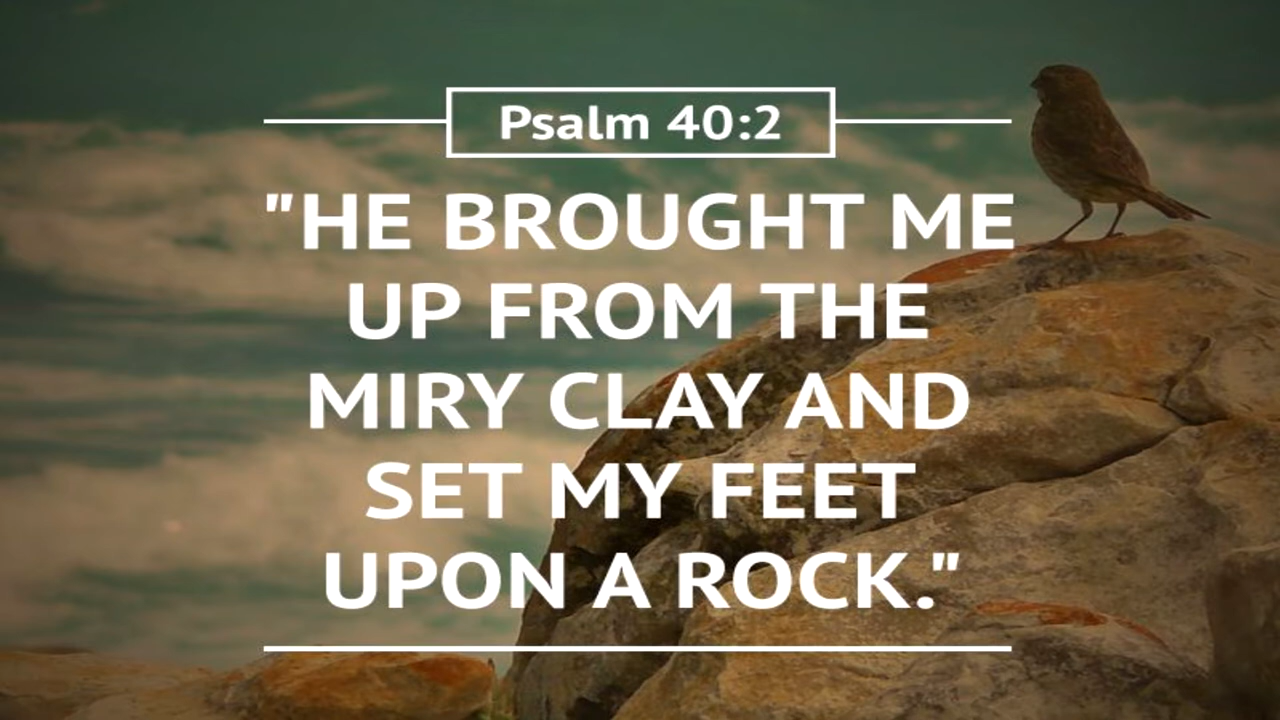 Psalm 40:2
"HE BROUGHT ME
UP FROM THE
MIRY CLAY AND
SET MY FEET
UPON A ROCK."